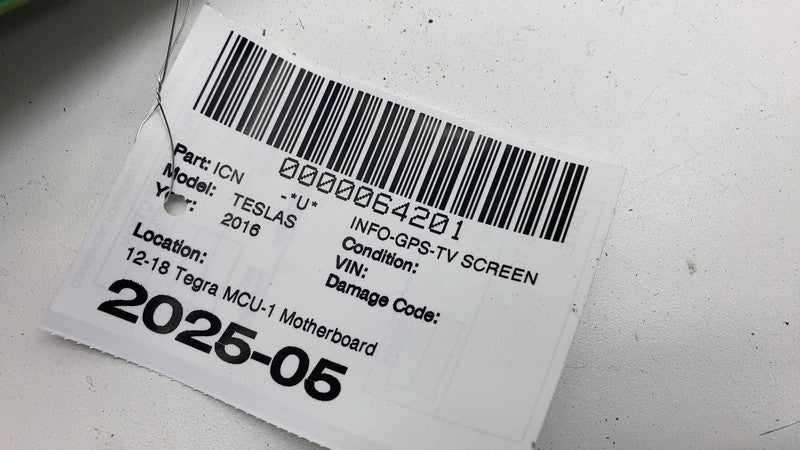 0000064201
Part: ICN -*U* INFO-GPS-TV SCREEN
Model: TESLAS Condition:
Year: 2016 VIN:
Damage Code:
Location:
12-18 Tegra MCU-1 Motherboard
2025-05